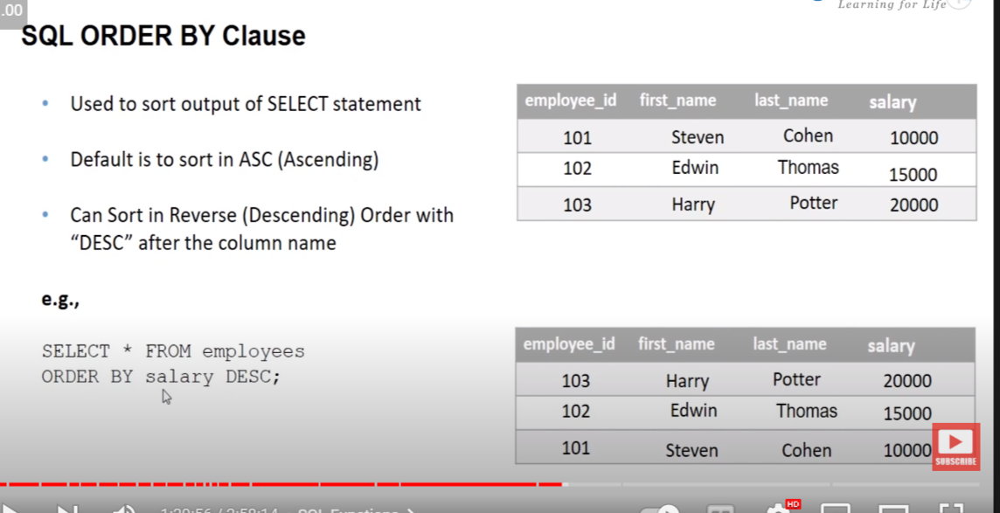 .00
Learning for Life
SQL ORDER BY Clause
• Used to sort output of SELECT statement
• Default is to sort in ASC (Ascending)
• Can Sort in Reverse (Descending) Order with
“DESC” after the column name
e.g.,
SELECT * FROM employees
ORDER BY salary DESC;
employee_id first_name last_name salary
101 Steven Cohen 10000
102 Edwin Thomas 15000
103 Harry Potter 20000
employee_id first_name last_name salary
103 Harry Potter 20000
102 Edwin Thomas 15000
101 Steven Cohen 10000
SUBSCRIBE
SQL Functions
HD